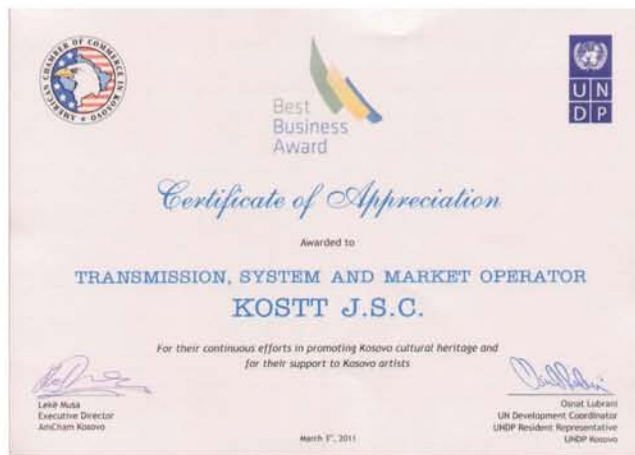 AMERICAN CHAMBER OF COMMERCE IN KOSOVO
Best
Business
Award
UN
DP
Certificate of Appreciation
Awarded to
TRANSMISSION, SYSTEM AND MARKET OPERATOR
KOSTT J.S.C.
For their continuous efforts in promoting Kosovo cultural heritage and
for their support to Kosovo artists
Lekë Musa
Executive Director
AmCham Kosovo
Osnat Lubrani
UN Development Coordinator
UNDP Resident Representative
UNDP Kosovo
March 3rd, 2011